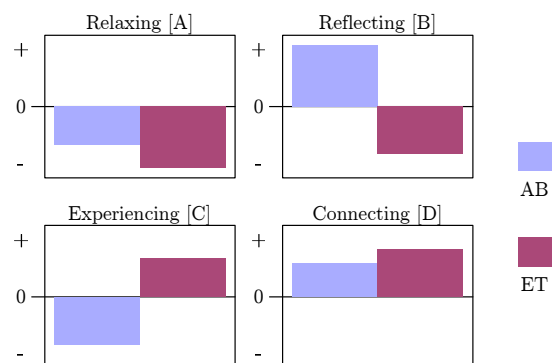 Relaxing [A]
+
0
-
Reflecting [B]
+
0
-
Experiencing [C]
+
0
-
Connecting [D]
+
0
-
AB
ET